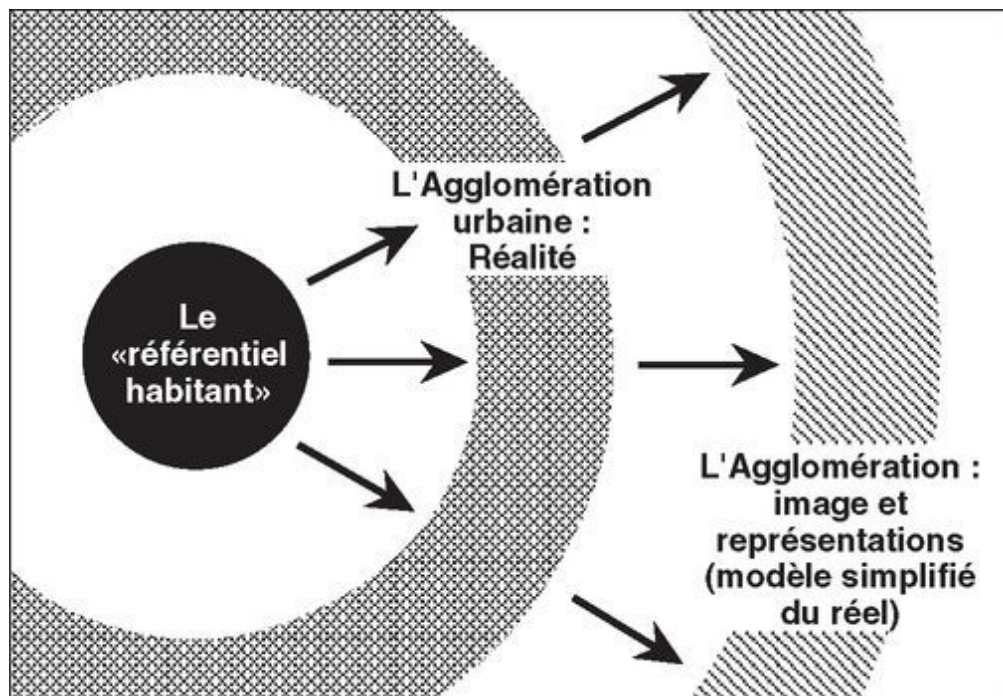 L'Agglomération
urbaine :
Réalité
Le
«référentiel
habitant»
L'Agglomération :
image et
représentations
(modèle simplifié
du réel)